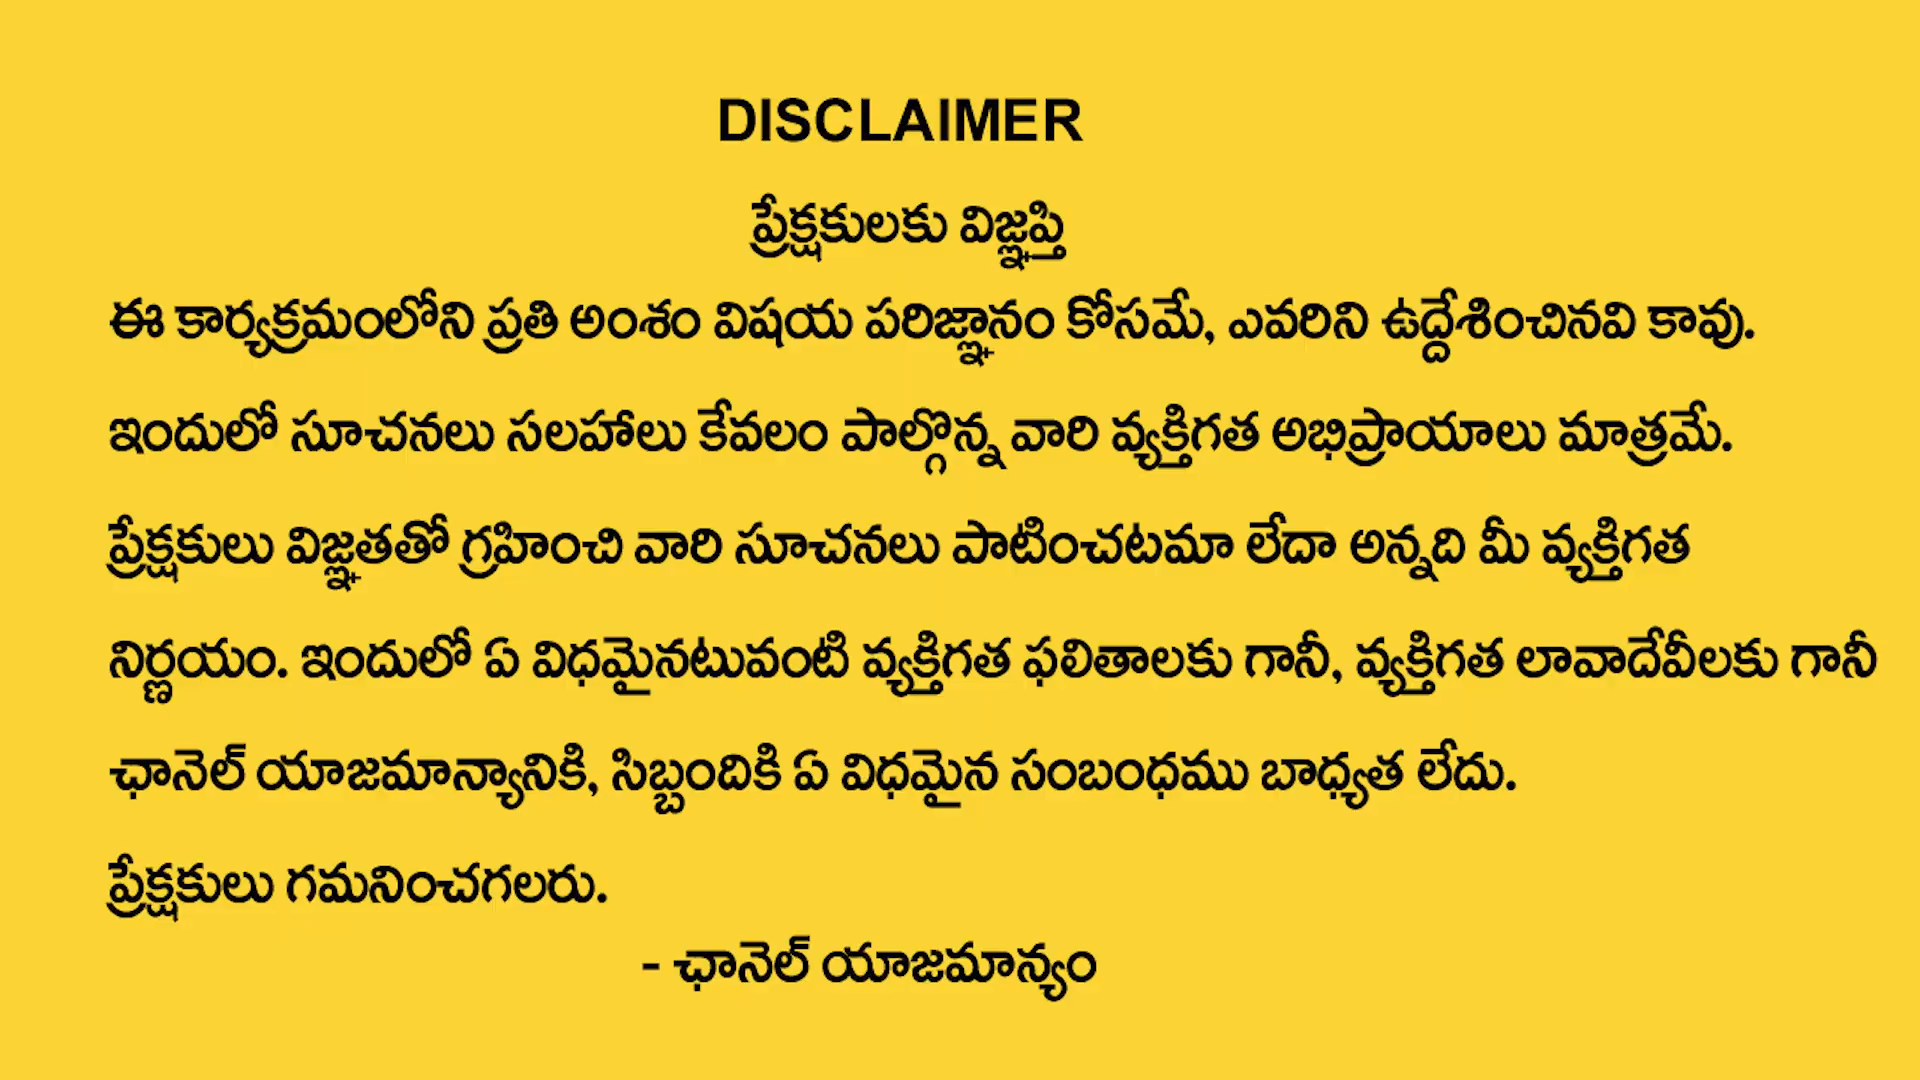 DISCLAIMER
ప్రేక్షకులకు విజ్ఞప్తి
ఈ కార్యక్రమంలోని ప్రతి అంశం విషయ పరిజ్ఞానం కోసమే, ఎవరిని ఉద్దేశించినవి కావు.
ఇందులో సూచనలు సలహాలు కేవలం పాల్గొన్న వారి వ్యక్తిగత అభిప్రాయాలు మాత్రమే.
ప్రేక్షకులు విజ్ఞతతో గ్రహించి వారి సూచనలు పాటించటమా లేదా అన్నది మీ వ్యక్తిగత
నిర్ణయం. ఇందులో ఏ విధమైనటువంటి వ్యక్తిగత ఫలితాలకు గానీ, వ్యక్తిగత లావాదేవీలకు గానీ
ఛానెల్ యాజమాన్యానికి, సిబ్బందికి ఏ విధమైన సంబంధము బాధ్యత లేదు.
ప్రేక్షకులు గమనించగలరు.
- ఛానెల్ యాజమాన్యం